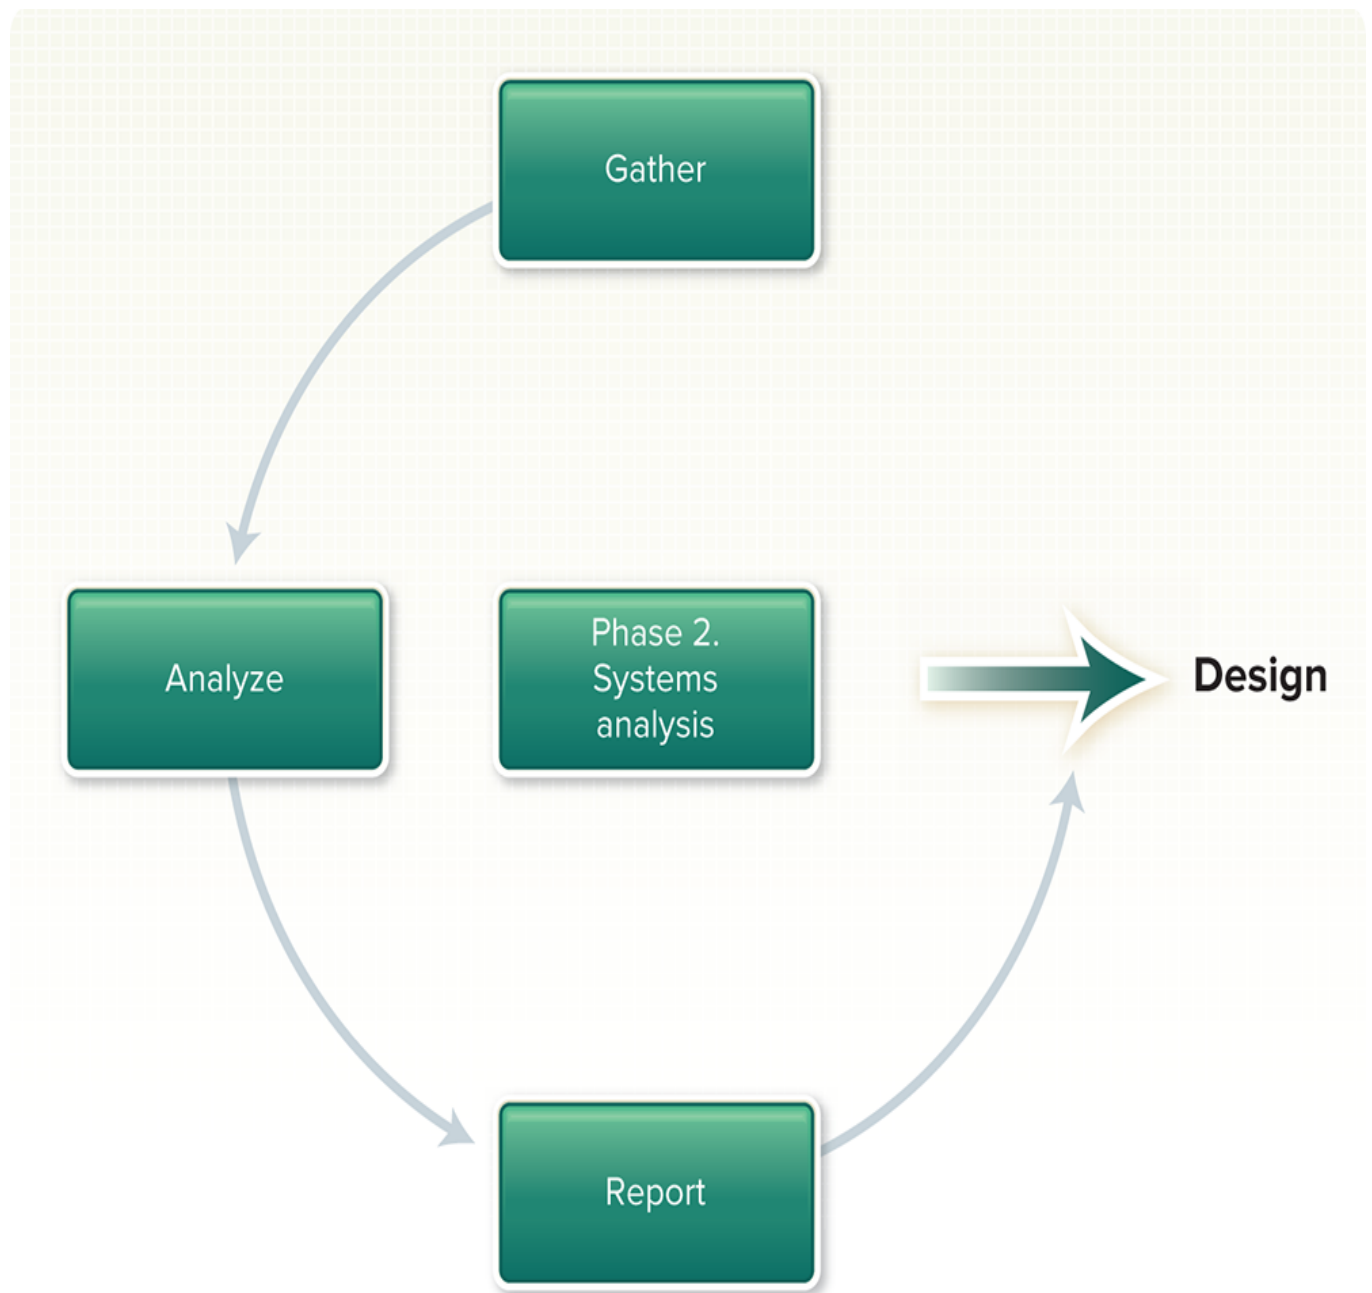 Gather
Analyze
Phase 2.
Systems
analysis
Design
Report